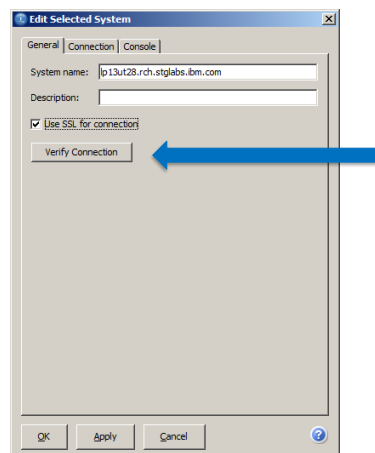 Edit Selected System
General Connection Console
System name: lp13ut28.rch.stglabs.ibm.com
Description:
Use SSL for connection
Verify Connection
OK Apply Cancel